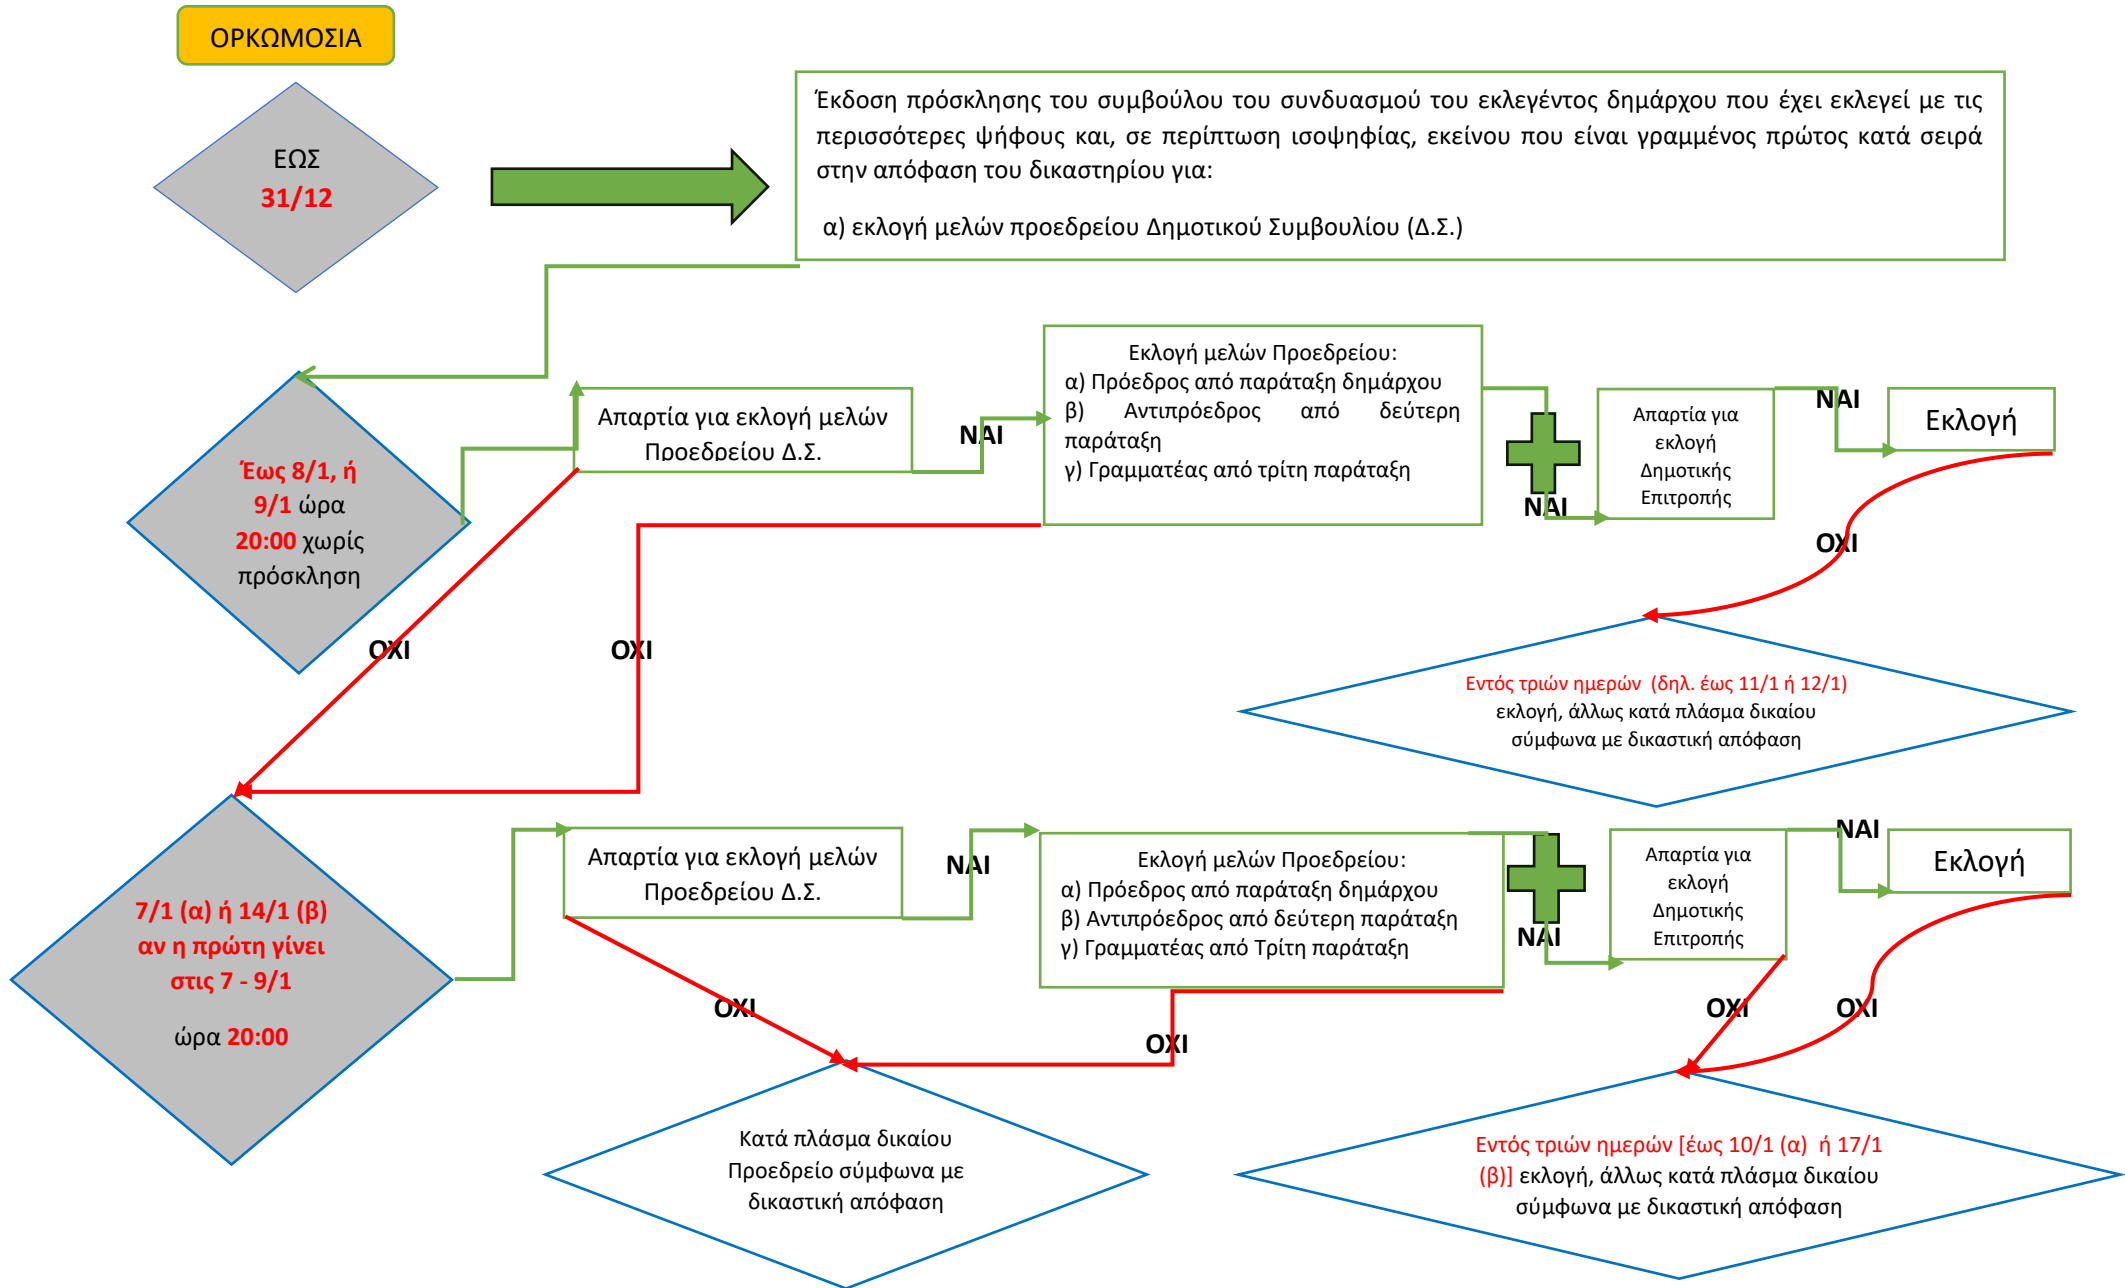 ΟΡΚΩΜΟΣΙΑ
ΕΩΣ
31/12
Έκδοση πρόσκλησης του συμβούλου του συνδυασμού του εκλεγέντος δημάρχου που έχει εκλεγεί με τις
περισσότερες ψήφους και, σε περίπτωση ισοψηφίας, εκείνου που είναι γραμμένος πρώτος κατά σειρά
στην απόφαση του δικαστηρίου για:
α) εκλογή μελών προεδρείου Δημοτικού Συμβουλίου (Δ.Σ.)
Έως 8/1, ή
9/1 ώρα
20:00 χωρίς
πρόσκληση
Απαρτία για εκλογή μελών
Προεδρείου Δ.Σ.
ΝΑΙ
Εκλογή μελών Προεδρείου:
α) Πρόεδρος από παράταξη δημάρχου
β) Αντιπρόεδρος από δεύτερη
παράταξη
γ) Γραμματέας από τρίτη παράταξη
ΝΑΙ
Απαρτία για
εκλογή
Δημοτικής
Επιτροπής
ΝΑΙ
Εκλογή
ΟΧΙ
ΟΧΙ
ΟΧΙ
Εντός τριών ημερών (δηλ. έως 11/1 ή 12/1)
εκλογή, άλλως κατά πλάσμα δικαίου
σύμφωνα με δικαστική απόφαση
7/1 (α) ή 14/1 (β)
αν η πρώτη γίνει
στις 7 - 9/1
ώρα 20:00
Απαρτία για εκλογή μελών
Προεδρείου Δ.Σ.
ΝΑΙ
Εκλογή μελών Προεδρείου:
α) Πρόεδρος από παράταξη δημάρχου
β) Αντιπρόεδρος από δεύτερη παράταξη
γ) Γραμματέας από Τρίτη παράταξη
ΝΑΙ
Απαρτία για
εκλογή
Δημοτικής
Επιτροπής
ΝΑΙ
Εκλογή
ΟΧΙ
ΟΧΙ
ΟΧΙ
ΟΧΙ
Κατά πλάσμα δικαίου
Προεδρείο σύμφωνα με
δικαστική απόφαση
Εντός τριών ημερών [έως 10/1 (α) ή 17/1
(β)] εκλογή, άλλως κατά πλάσμα δικαίου
σύμφωνα με δικαστική απόφαση